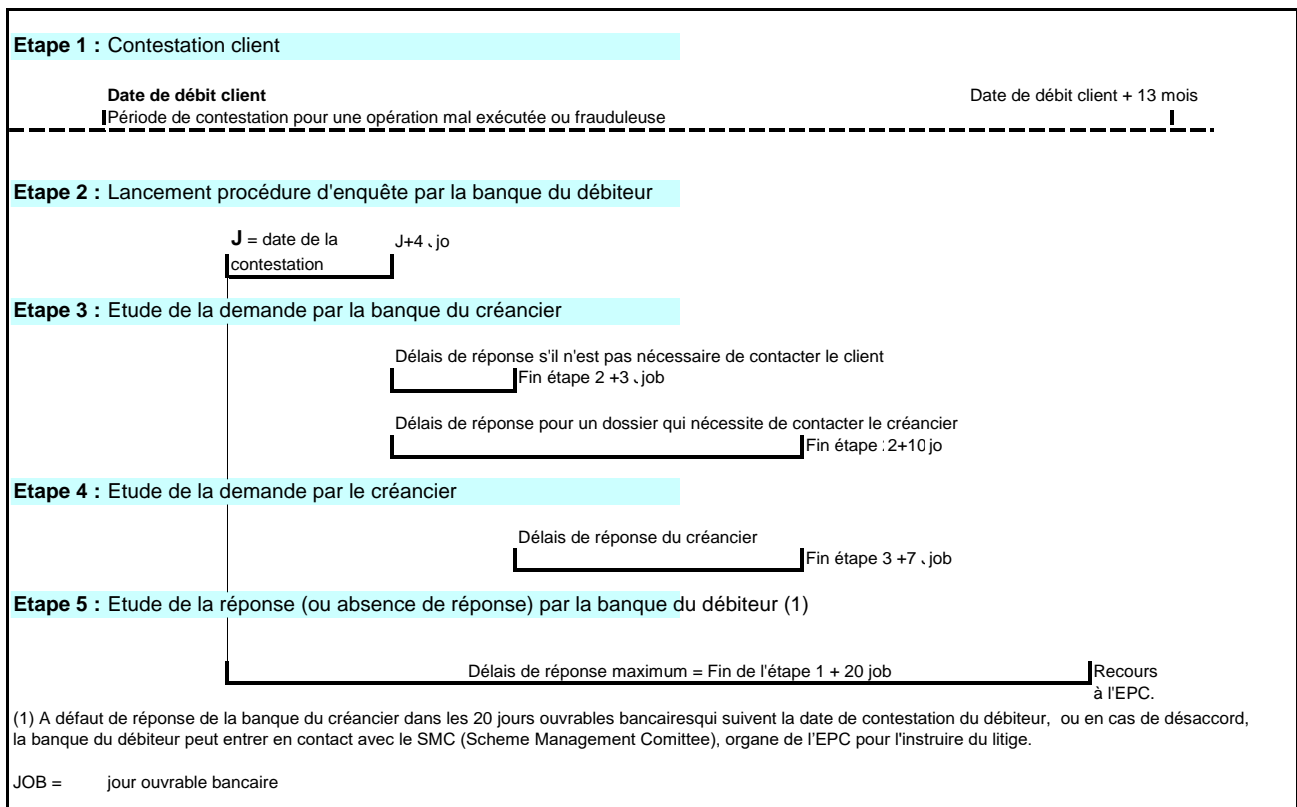 Etape 1 : Contestation client
Date de débit client
Date de débit client + 13 mois
Période de contestation pour une opération mal exécutée ou frauduleuse
Etape 2 : Lancement procédure d'enquête par la banque du débiteur
J = date de la
contestation
J+4 jo
Etape 3 : Etude de la demande par la banque du créancier
Délais de réponse s'il n'est pas nécessaire de contacter le client
Fin étape 2 +3 job
Délais de réponse pour un dossier qui nécessite de contacter le créancier
Fin étape 2+10 jo
Etape 4 : Etude de la demande par le créancier
Délais de réponse du créancier
Fin étape 3 +7 job
Etape 5 : Etude de la réponse (ou absence de réponse) par la banque du débiteur (1)
Délais de réponse maximum = Fin de l'étape 1 + 20 job
Recours
à l'EPC.
(1) A défaut de réponse de la banque du créancier dans les 20 jours ouvrables bancairesqui suivent la date de contestation du débiteur, ou en cas de désaccord,
la banque du débiteur peut entrer en contact avec le SMC (Scheme Management Comittee), organe de l'EPC pour l'instruire du litige.
JOB = jour ouvrable bancaire